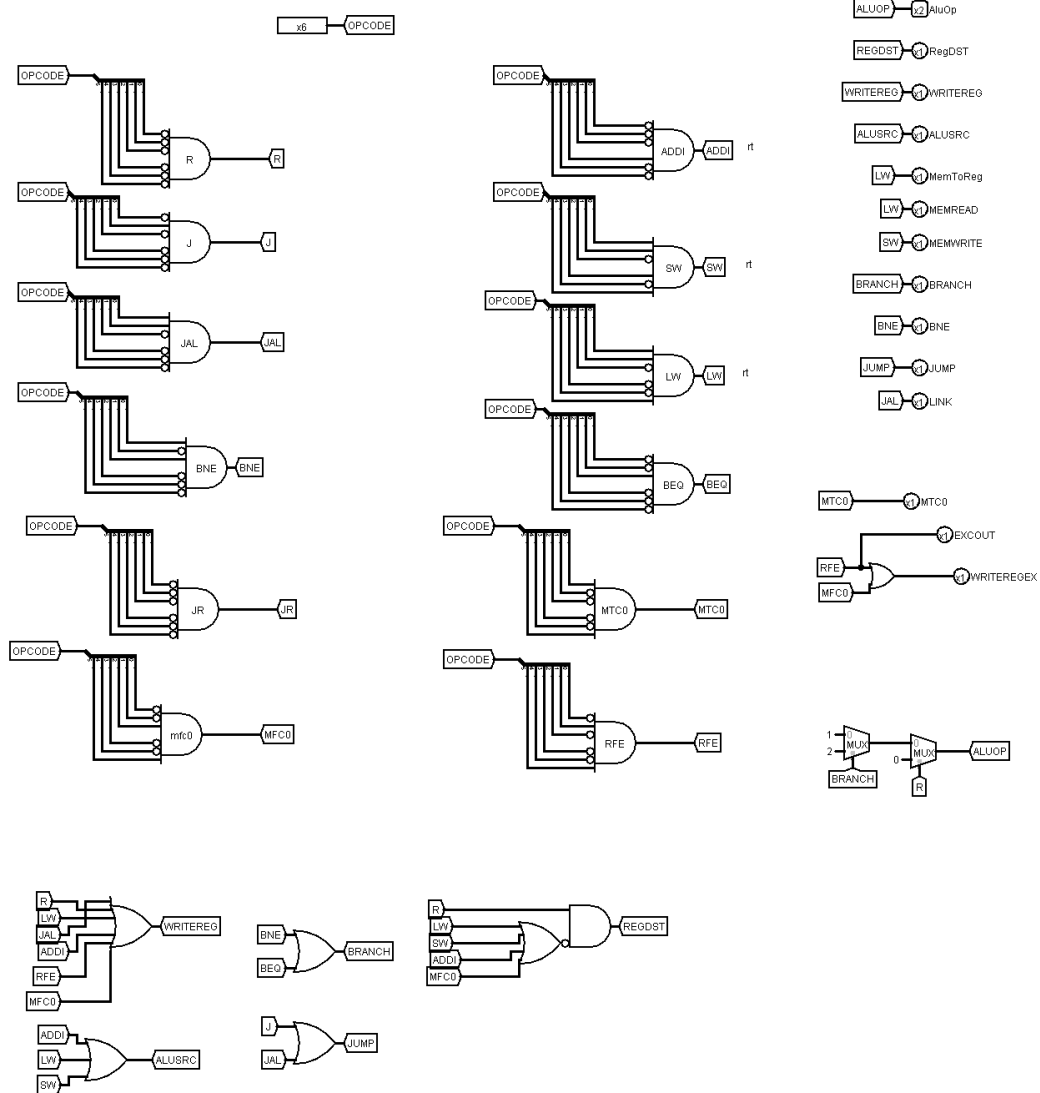 x6 OPCODE
ALUOP x2 AluOp
REGDST x1 RegDST
WRITEREG x1 WRITEREG
ALUSRC x1 ALUSRC
LW x1 MemToReg
LW x1 MEMREAD
SW x1 MEMWRITE
BRANCH x1 BRANCH
BNE x1 BNE
JUMP x1 JUMP
JAL x1 LINK
OPCODE
R R
OPCODE
J J
OPCODE
JAL JAL
OPCODE
BNE BNE
OPCODE
JR JR
OPCODE
mfc0 MFC0
OPCODE
ADDI ADDI rt
OPCODE
SW SW rt
OPCODE
LW LW rt
OPCODE
BEQ BEQ
OPCODE
MTC0 MTC0
OPCODE
RFE RFE
MTC0 x1 MTC0
x1 EXCOUT
RFE
x1 WRITEREGEX
MFC0
1 0
MUX
2
BRANCH
0
MUX
0
R
ALUOP
R
LW
JAL
ADDI
RFE
MFC0
WRITEREG
BNE
BEQ
BRANCH
R
LW
SW
ADDI
MFC0
REGDST
ADDI
LW
SW
ALUSRC
J
JAL
JUMP